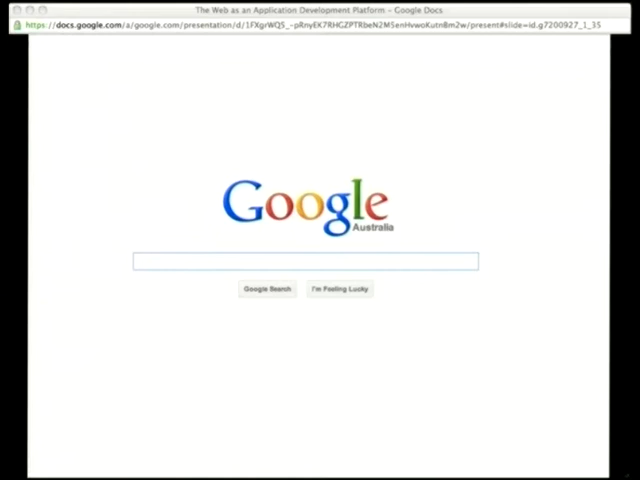 The Web as an Application Development Platform – Google Docs
Google
Australia
Google Search I'm Feeling Lucky